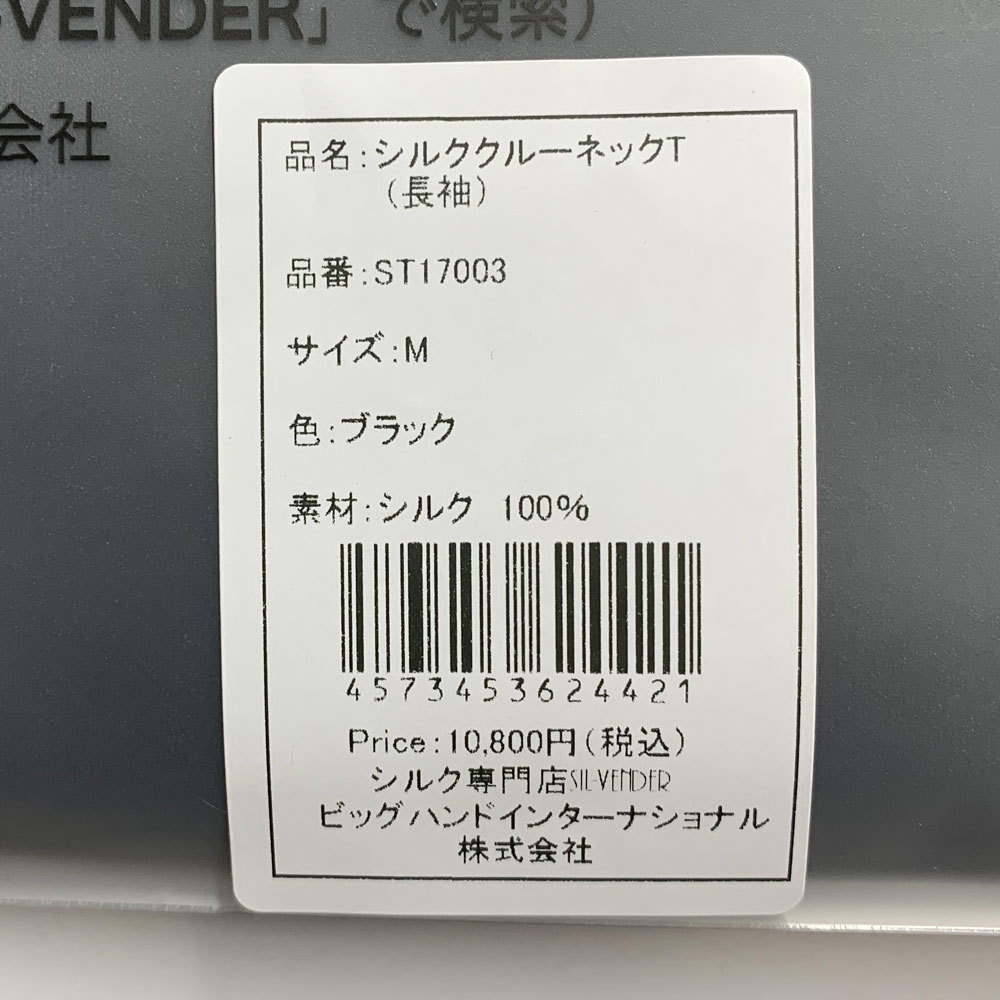 -VENDER」で検索）
会社
品名：シルククルーネックT
（長袖）
品番：ST17003
サイズ：M
色：ブラック
素材：シルク 100%
4573453624421
Price：10,800円（税込）
シルク専門店SIL-VENDER
ビッグハンドインターナショナル
株式会社